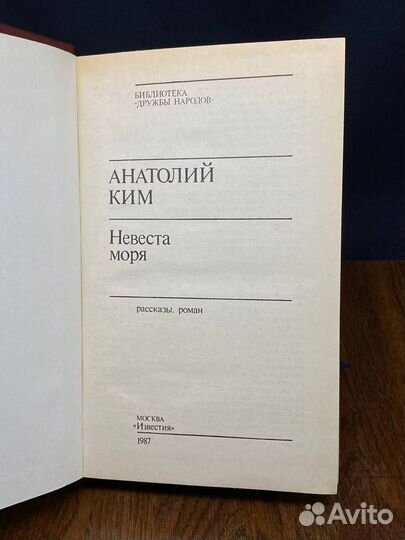 БИБЛИОТЕКА
«ДРУЖБЫ НАРОДОВ»
АНАТОЛИЙ
КИМ
Невеста
моря
рассказы, роман
МОСКВА
«Известия»
1987
Avito